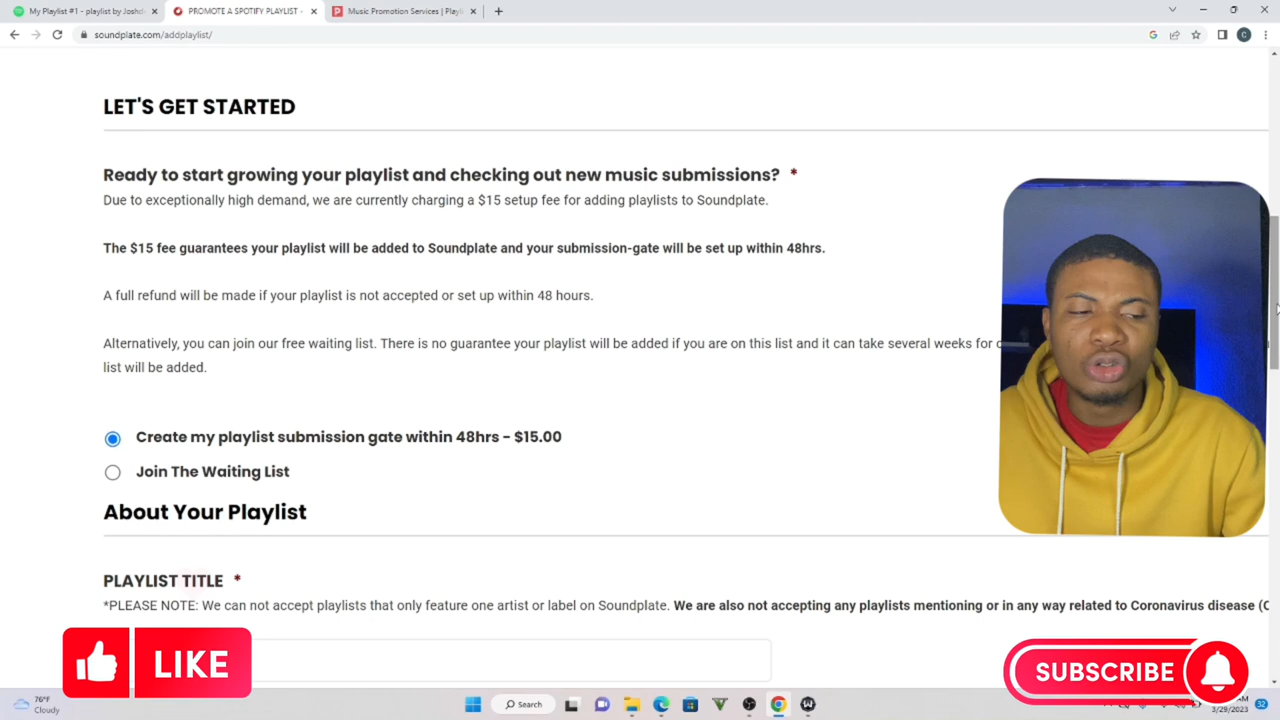 My Playlist #1 - playlist by Joshd
PROMOTE A SPOTIFY PLAYLIST -
Music Promotion Services | Playli
soundplate.com/addplaylist/
C
LET'S GET STARTED
Ready to start growing your playlist and checking out new music submissions? *
Due to exceptionally high demand, we are currently charging a $15 setup fee for adding playlists to Soundplate.
The $15 fee guarantees your playlist will be added to Soundplate and your submission-gate will be set up within 48hrs.
A full refund will be made if your playlist is not accepted or set up within 48 hours.
Alternatively, you can join our free waiting list. There is no guarantee your playlist will be added if you are on this list and it can take several weeks for
list will be added.
Create my playlist submission gate within 48hrs - $15.00
Join The Waiting List
About Your Playlist
PLAYLIST TITLE *
*PLEASE NOTE: We can not accept playlists that only feature one artist or label on Soundplate. We are also not accepting any playlists mentioning or in any way related to Coronavirus disease (C
LIKE
SUBSCRIBE
76°F
Cloudy
Search
AM
3/29/2023
32